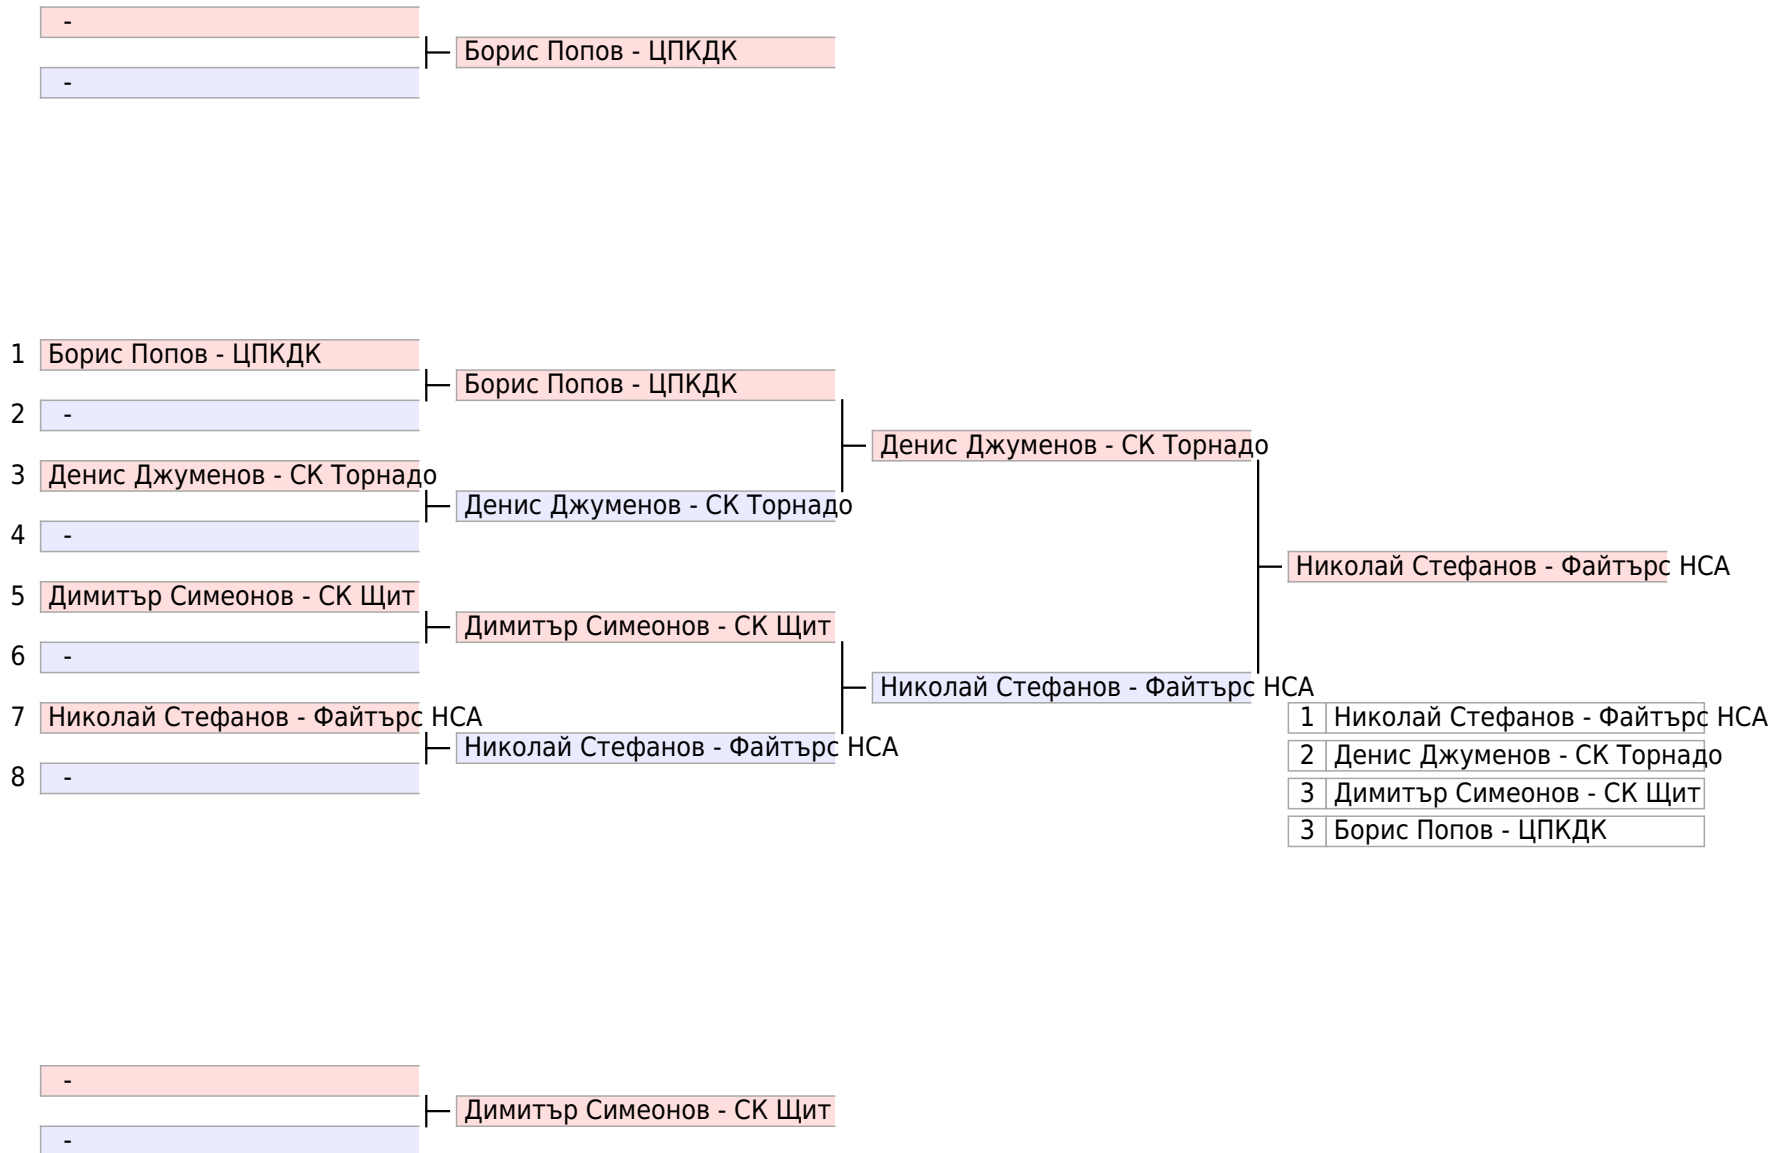 -
Борис Попов - ЦПКДК
-
1 Борис Попов - ЦПКДК
Борис Попов - ЦПКДК
2 -
Денис Джуменов - СК Торнадо
3 Денис Джуменов - СК Торнадо
Денис Джуменов - СК Торнадо
4 -
Николай Стефанов - Файтърс НСА
5 Димитър Симеонов - СК Щит
Димитър Симеонов - СК Щит
6 -
Николай Стефанов - Файтърс НСА
7 Николай Стефанов - Файтърс НСА
Николай Стефанов - Файтърс НСА
8 -
1 Николай Стефанов - Файтърс НСА
2 Денис Джуменов - СК Торнадо
3 Димитър Симеонов - СК Щит
3 Борис Попов - ЦПКДК
-
Димитър Симеонов - СК Щит
-